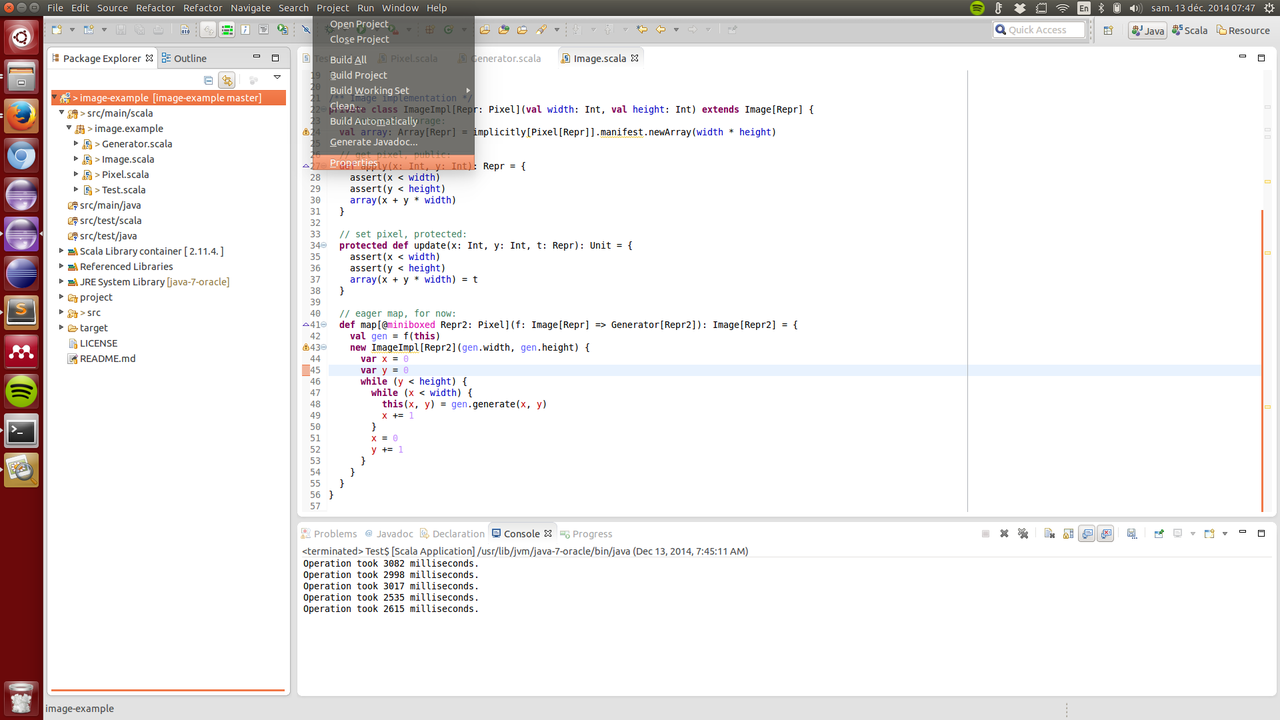 File Edit Source Refactor Refactor Navigate Search Project Run Window Help
En sam. 13 déc. 2014 07:47
Quick Access
Java Scala Resource
Package Explorer Outline
> image-example [image-example master]
> src/main/scala
> image.example
> Generator.scala
> Image.scala
> Pixel.scala
> Test.scala
src/main/java
src/test/scala
src/test/java
Scala Library container [ 2.11.4. ]
Referenced Libraries
JRE System Library [java-7-oracle]
project
> src
target
LICENSE
README.md
Open Project
Close Project
Build All
Build Project
Build Working Set
Clean...
Build Automatically
Generate Javadoc...
Properties
Pixel.scala Generator.scala Image.scala
19
20
implementation */
22 private class ImageImpl[Repr: Pixel](val width: Int, val height: Int) extends Image[Repr] {
24 val array: Array[Repr] = implicitly[Pixel[Repr]].manifest.newArray(width * height)
26 // get pixel, public:
27 apply(x: Int, y: Int): Repr = {
28 assert(x < width)
29 assert(y < height)
30 array(x + y * width)
31 }
32
33 // set pixel, protected:
34 protected def update(x: Int, y: Int, t: Repr): Unit = {
35 assert(x < width)
36 assert(y < height)
37 array(x + y * width) = t
38 }
39
40 // eager map, for now:
41 def map[@miniboxed Repr2: Pixel](f: Image[Repr] => Generator[Repr2]): Image[Repr2] = {
42 val gen = f(this)
43 new ImageImpl[Repr2](gen.width, gen.height) {
44 var x = 0
45 var y = 0
46 while (y < height) {
47 while (x < width) {
48 this(x, y) = gen.generate(x, y)
49 x += 1
50 }
51 x = 0
52 y += 1
53 }
54 }
55 }
56 }
57
Problems Javadoc Declaration Console Progress
<terminated> Test$ [Scala Application] /usr/lib/jvm/java-7-oracle/bin/java (Dec 13, 2014, 7:45:11 AM)
Operation took 3082 milliseconds.
Operation took 2998 milliseconds.
Operation took 3017 milliseconds.
Operation took 2535 milliseconds.
Operation took 2615 milliseconds.
image-example